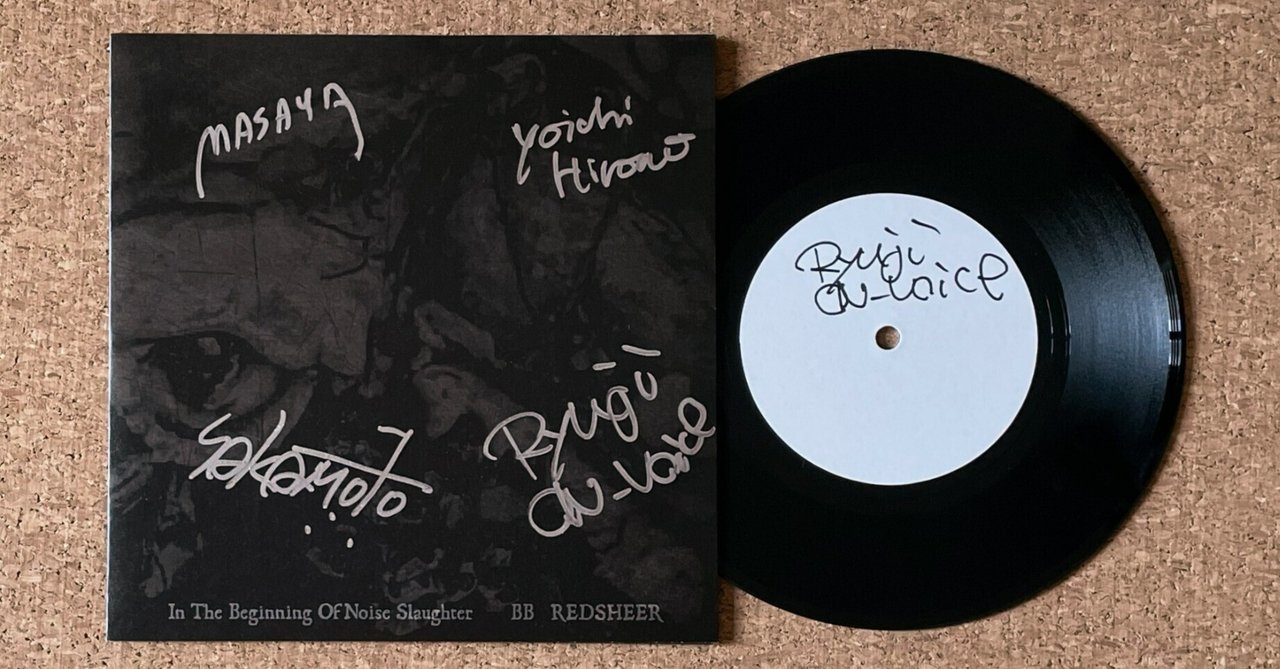 MASAYA
Yoichi
Hirono
SAKAMOTO
Ryuji
ON-Voice
In The Beginning Of Noise Slaughter BB REDSHEER
Ryuji
ON-Voice